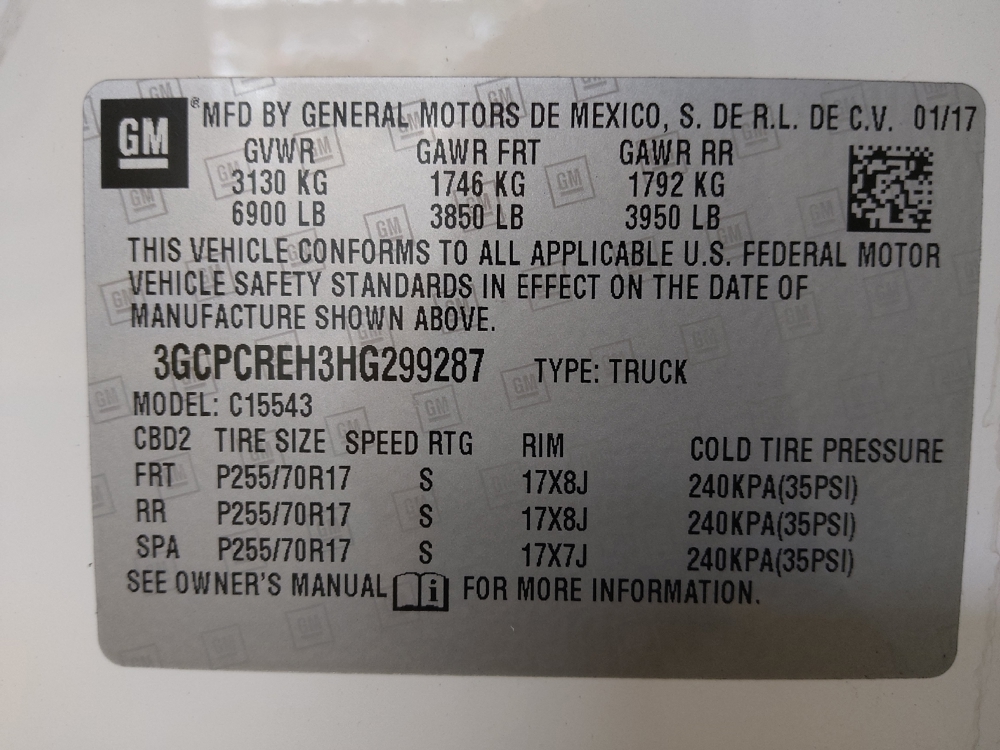 GM
® MFD BY GENERAL MOTORS DE MEXICO, S. DE R.L. DE C.V. 01/17
GVWR GAWR FRT GAWR RR
3130 KG 1746 KG 1792 KG
6900 LB 3850 LB 3950 LB
THIS VEHICLE CONFORMS TO ALL APPLICABLE U.S. FEDERAL MOTOR
VEHICLE SAFETY STANDARDS IN EFFECT ON THE DATE OF
MANUFACTURE SHOWN ABOVE.
3GCPCREH3HG299287 TYPE: TRUCK
MODEL: C15543
CBD2 TIRE SIZE SPEED RTG RIM COLD TIRE PRESSURE
FRT P255/70R17 S 17X8J 240KPA(35PSI)
RR P255/70R17 S 17X8J 240KPA(35PSI)
SPA P255/70R17 S 17X7J 240KPA(35PSI)
SEE OWNER'S MANUAL i FOR MORE INFORMATION.